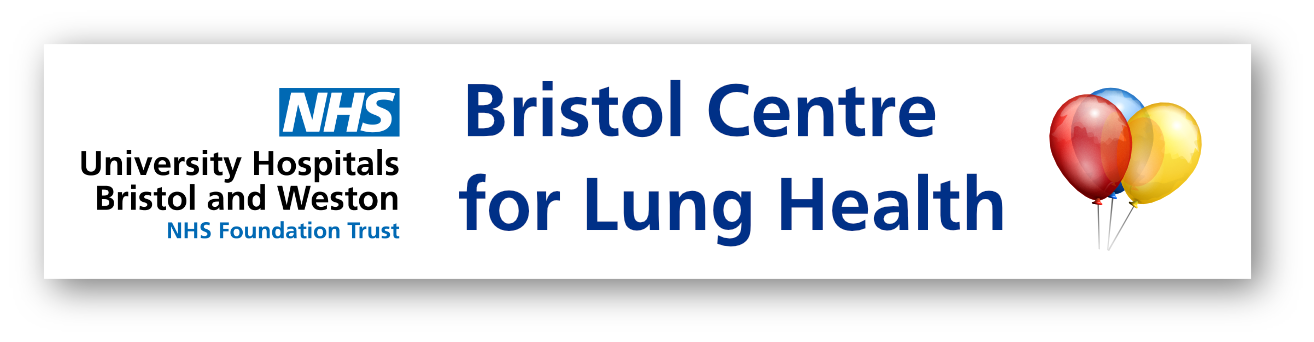 NHS
University Hospitals
Bristol and Weston
NHS Foundation Trust
Bristol Centre
for Lung Health